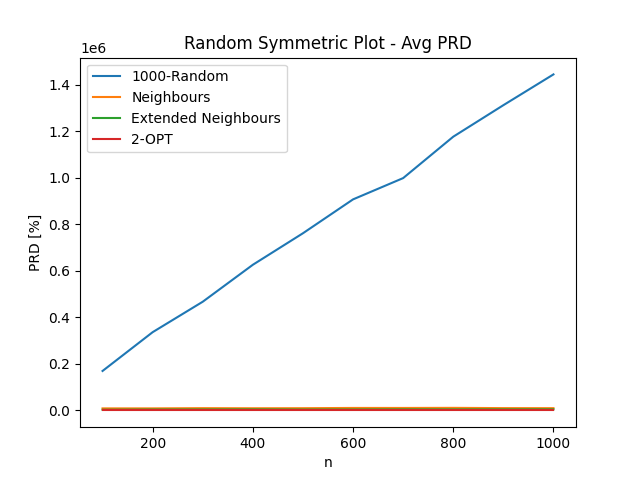 Random Symmetric Plot - Avg PRD
1e6
1000-Random
Neighbours
Extended Neighbours
2-OPT
PRD [%]
1.4
1.2
1.0
0.8
0.6
0.4
0.2
0.0
200 400 600 800 1000
n